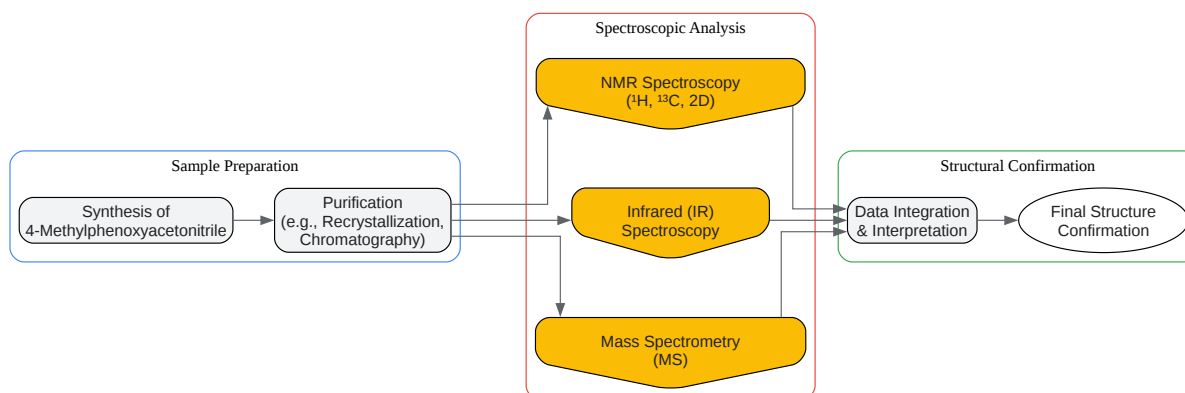 Sample Preparation
Synthesis of
4-Methylphenoxyacetonitrile
Purification
(e.g., Recrystallization,
Chromatography)
Spectroscopic Analysis
NMR Spectroscopy
(¹H, ¹³C, 2D)
Infrared (IR)
Spectroscopy
Mass Spectrometry
(MS)
Structural Confirmation
Data Integration
& Interpretation
Final Structure
Confirmation